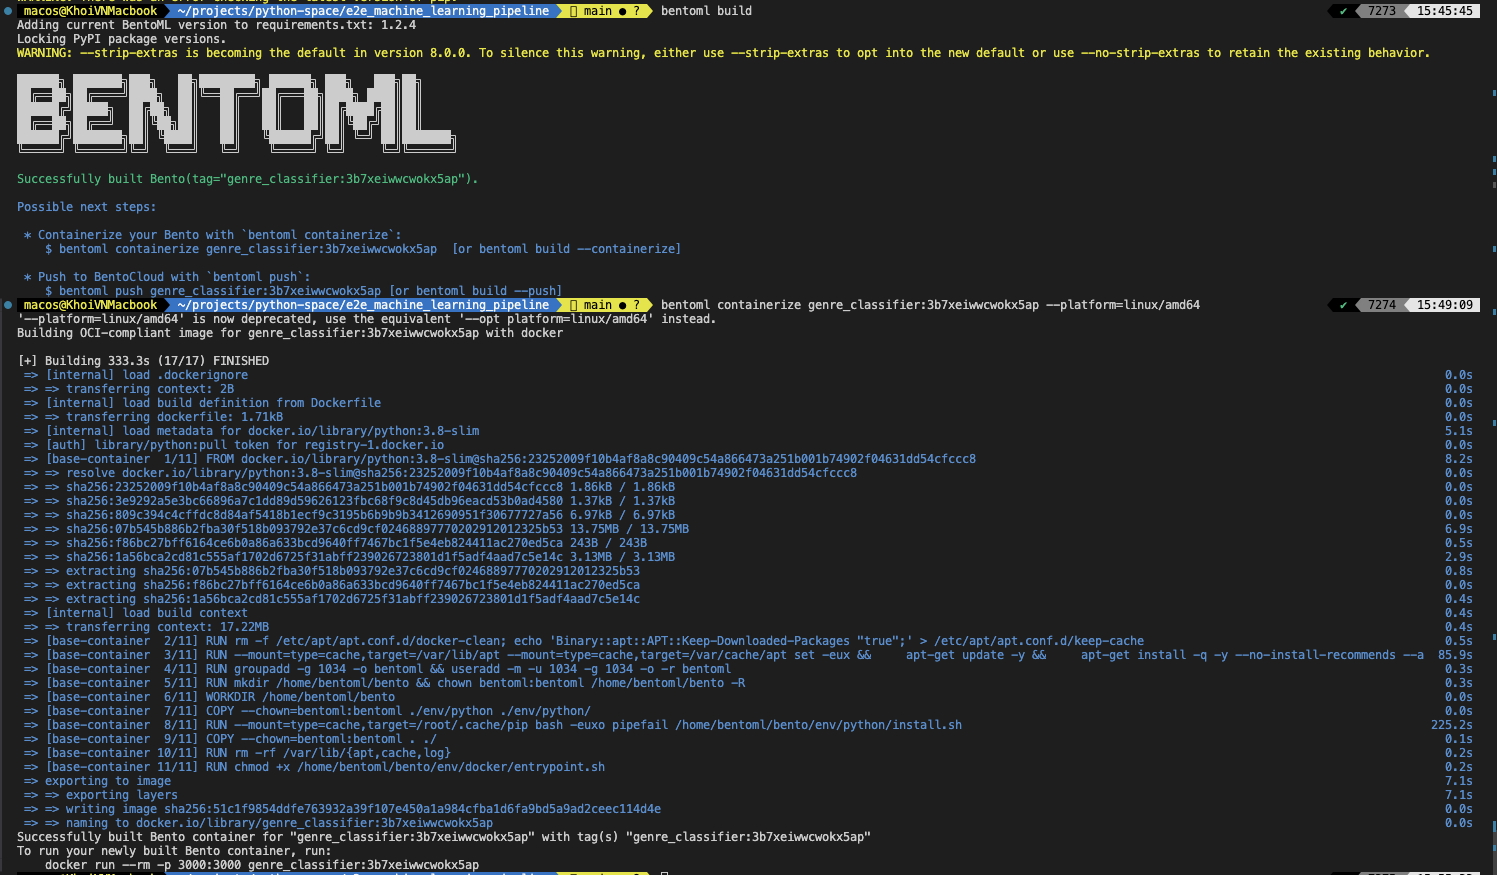 macos@KhoiVNMacbook ~/projects/python-space/e2e_machine_learning_pipeline main ● ? bentoml build ✔ 7273 15:45:45
Adding current BentoML version to requirements.txt: 1.2.4
Locking PyPI package versions.
WARNING: --strip-extras is becoming the default in version 8.0.0. To silence this warning, either use --strip-extras to opt into the new default or use --no-strip-extras to retain the existing behavior.
BENTOML
Successfully built Bento(tag="genre_classifier:3b7xeiwwcwokx5ap").
Possible next steps:
* Containerize your Bento with `bentoml containerize`:
$ bentoml containerize genre_classifier:3b7xeiwwcwokx5ap [or bentoml build --containerize]
* Push to BentoCloud with `bentoml push`:
$ bentoml push genre_classifier:3b7xeiwwcwokx5ap [or bentoml build --push]
macos@KhoiVNMacbook ~/projects/python-space/e2e_machine_learning_pipeline main ● ? bentoml containerize genre_classifier:3b7xeiwwcwokx5ap --platform=linux/amd64 ✔ 7274 15:49:09
'--platform=linux/amd64' is now deprecated, use the equivalent '--opt platform=linux/amd64' instead.
Building OCI-compliant image for genre_classifier:3b7xeiwwcwokx5ap with docker
[+] Building 333.3s (17/17) FINISHED
=> [internal] load .dockerignore 0.0s
=> => transferring context: 2B 0.0s
=> [internal] load build definition from Dockerfile 0.0s
=> => transferring dockerfile: 1.71kB 0.0s
=> [internal] load metadata for docker.io/library/python:3.8-slim 5.1s
=> [auth] library/python:pull token for registry-1.docker.io 0.0s
=> [base-container 1/11] FROM docker.io/library/python:3.8-slim@sha256:23252009f10b4af8a8c90409c54a866473a251b001b74902f04631dd54cfccc8 8.2s
=> => resolve docker.io/library/python:3.8-slim@sha256:23252009f10b4af8a8c90409c54a866473a251b001b74902f04631dd54cfccc8 0.0s
=> => sha256:23252009f10b4af8a8c90409c54a866473a251b001b74902f04631dd54cfccc8 1.86kB / 1.86kB 0.0s
=> => sha256:3e9292a5e3bc66896a7c1dd89d59626123fbc68f9c8d45db96eacd53b0ad4580 1.37kB / 1.37kB 0.0s
=> => sha256:809c394c4cffdc8d84af5418b1ecf9c3195b6b9b9b3412690951f30677727a56 6.97kB / 6.97kB 0.0s
=> => sha256:07b545b886b2fba30f518b093792e37c6cd9cf02468897770202912012325b53 13.75MB / 13.75MB 6.9s
=> => sha256:f86bc27bff6164ce6b0a86a633bcd9640ff7467bc1f5e4eb824411ac270ed5ca 243B / 243B 0.5s
=> => sha256:1a56bca2cd81c555af1702d6725f31abff239026723801d1f5adf4aad7c5e14c 3.13MB / 3.13MB 2.9s
=> => extracting sha256:07b545b886b2fba30f518b093792e37c6cd9cf02468897770202912012325b53 0.8s
=> => extracting sha256:f86bc27bff6164ce6b0a86a633bcd9640ff7467bc1f5e4eb824411ac270ed5ca 0.0s
=> => extracting sha256:1a56bca2cd81c555af1702d6725f31abff239026723801d1f5adf4aad7c5e14c 0.4s
=> [internal] load build context 0.4s
=> => transferring context: 17.22MB 0.4s
=> [base-container 2/11] RUN rm -f /etc/apt/apt.conf.d/docker-clean; echo 'Binary::apt::APT::Keep-Downloaded-Packages "true";' > /etc/apt/apt.conf.d/keep-cache 0.5s
=> [base-container 3/11] RUN --mount=type=cache,target=/var/lib/apt --mount=type=cache,target=/var/cache/apt set -eux && apt-get update -y && apt-get install -q -y --no-install-recommends --a 85.9s
=> [base-container 4/11] RUN groupadd -g 1034 -o bentoml && useradd -m -u 1034 -g 1034 -o -r bentoml 0.3s
=> [base-container 5/11] RUN mkdir /home/bentoml/bento && chown bentoml:bentoml /home/bentoml/bento -R 0.3s
=> [base-container 6/11] WORKDIR /home/bentoml/bento 0.0s
=> [base-container 7/11] COPY --chown=bentoml:bentoml ./env/python ./env/python/ 0.0s
=> [base-container 8/11] RUN --mount=type=cache,target=/root/.cache/pip bash -euxo pipefail /home/bentoml/bento/env/python/install.sh 225.2s
=> [base-container 9/11] COPY --chown=bentoml:bentoml . ./ 0.1s
=> [base-container 10/11] RUN rm -rf /var/lib/{apt,cache,log} 0.2s
=> [base-container 11/11] RUN chmod +x /home/bentoml/bento/env/docker/entrypoint.sh 0.2s
=> exporting to image 7.1s
=> => exporting layers 7.1s
=> => writing image sha256:51c1f9854ddfe763932a39f107e450a1a984cfba1d6fa9bd5a9ad2ceec114d4e 0.0s
=> => naming to docker.io/library/genre_classifier:3b7xeiwwcwokx5ap 0.0s
Successfully built Bento container for "genre_classifier:3b7xeiwwcwokx5ap" with tag(s) "genre_classifier:3b7xeiwwcwokx5ap"
To run your newly built Bento container, run:
docker run --rm -p 3000:3000 genre_classifier:3b7xeiwwcwokx5ap